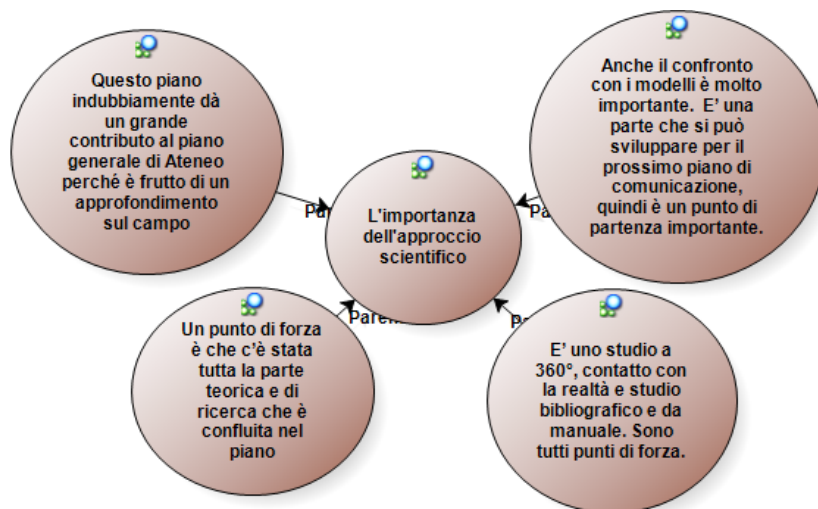 Questo piano
indubbiamente dà
un grande
contributo al piano
generale di Ateneo
perché è frutto di un
approfondimento
sul campo
Anche il confronto
con i modelli è molto
importante.  E’ una
parte che si può
sviluppare per il
prossimo piano di
comunicazione,
quindi è un punto di
partenza importante.
L'importanza
dell'approccio
scientifico
Un punto di forza
è che c’è stata
tutta la parte
teorica e di
ricerca che è
confluita nel
piano
E’ uno studio a
360°, contatto con
la realtà e studio
bibliografico e da
manuale. Sono
tutti punti di forza.